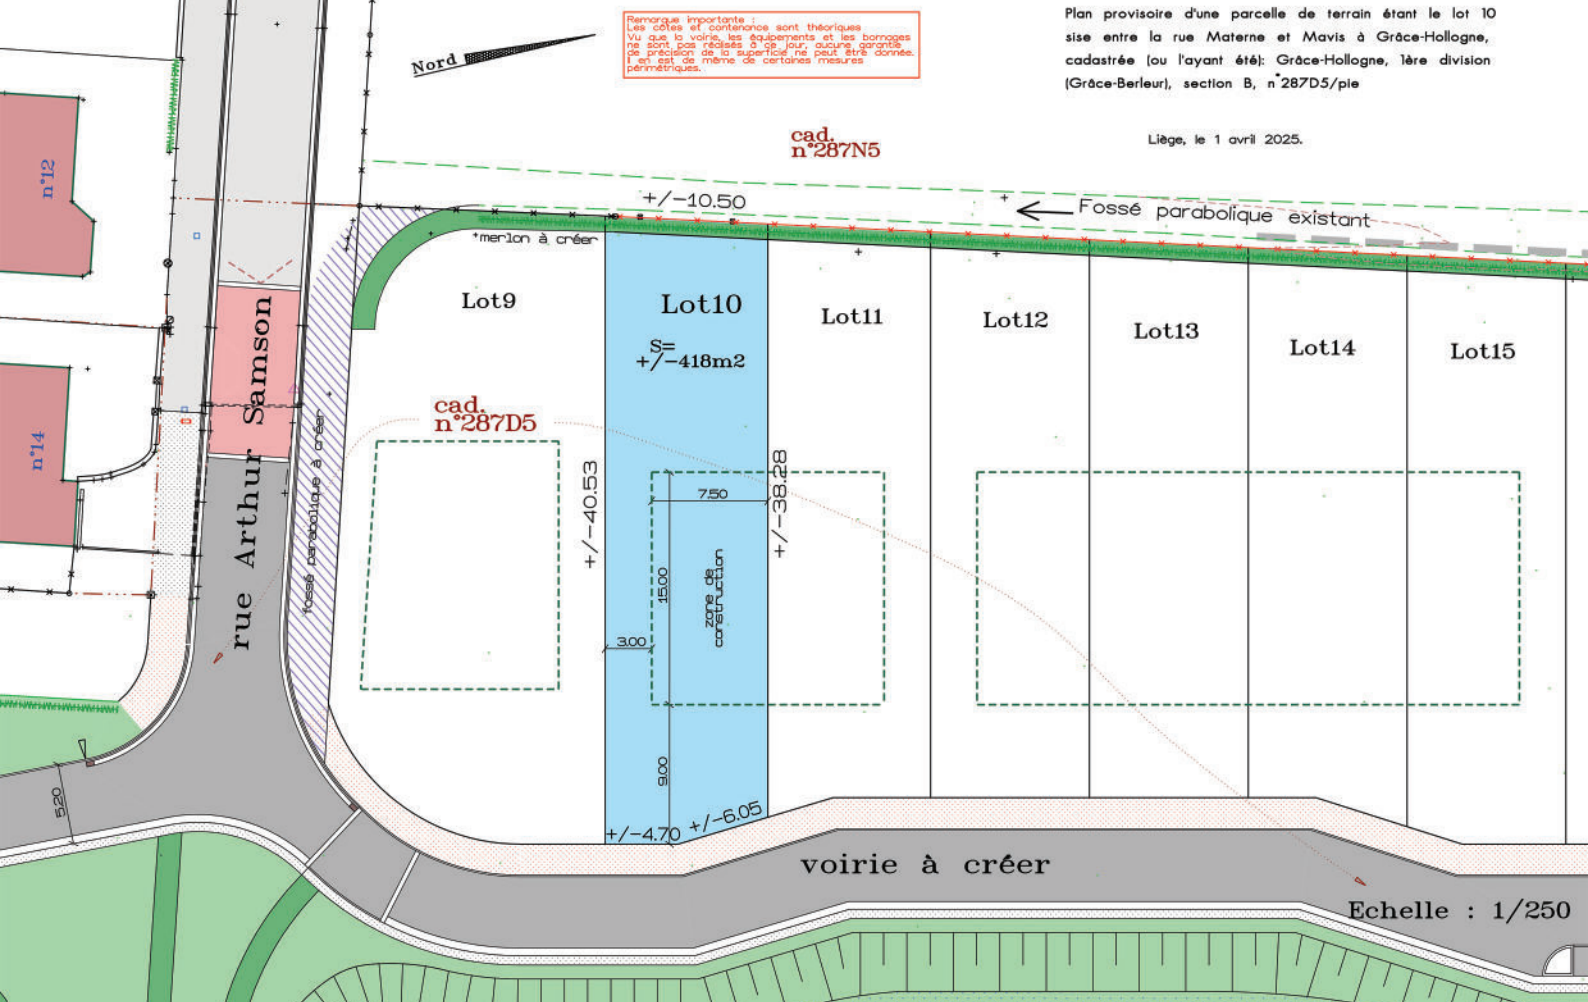 Remarque importante :
Les côtes et contenance sont théoriques
Vu que la voirie, les équipements et les bornages
ne sont pas réalisés à ce jour, aucune garantie
de précision de la superficie ne peut être donnée.
Il en est de même de certaines mesures
périmétriques.
Plan provisoire d'une parcelle de terrain étant le lot 10
sise entre la rue Materne et Mavis à Grâce-Hollogne,
cadastrée (ou l'ayant été): Grâce-Hollogne, 1ère division
(Grâce-Berleur), section B, n°287D5/pie
Liège, le 1 avril 2025.
Nord
cad.
n°287N5
n°12
+/-10.50
Fossé parabolique existant
merlon à créer
Lot9
Lot10
S=
+/-418m2
Lot11
Lot12
Lot13
Lot14
Lot15
rue Arthur Samson
fossé parabolique à créer
cad.
n°287D5
n°14
+/-40.53
+/-38.28
7.50
15.00
zone de
construction
3.00
9.00
5.20
+/-4.70
+/-6.05
voirie à créer
Echelle : 1/250